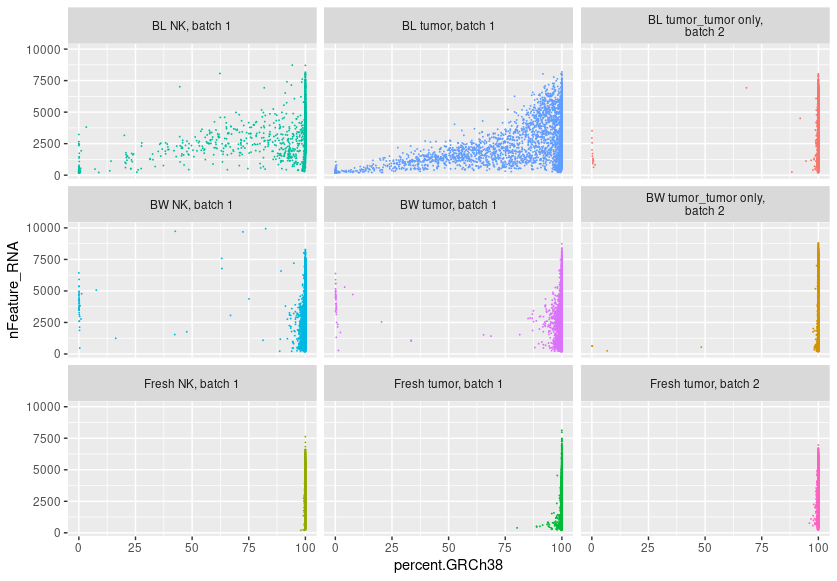 BL NK, batch 1
BL tumor, batch 1
BL tumor_tumor only,
batch 2
10000
7500
5000
2500
0
BW NK, batch 1
BW tumor, batch 1
BW tumor_tumor only,
batch 2
10000
7500
5000
2500
0
nFeature_RNA
Fresh NK, batch 1
Fresh tumor, batch 1
Fresh tumor, batch 2
10000
7500
5000
2500
0
0 25 50 75 100 0 25 50 75 100 0 25 50 75 100
percent.GRCh38